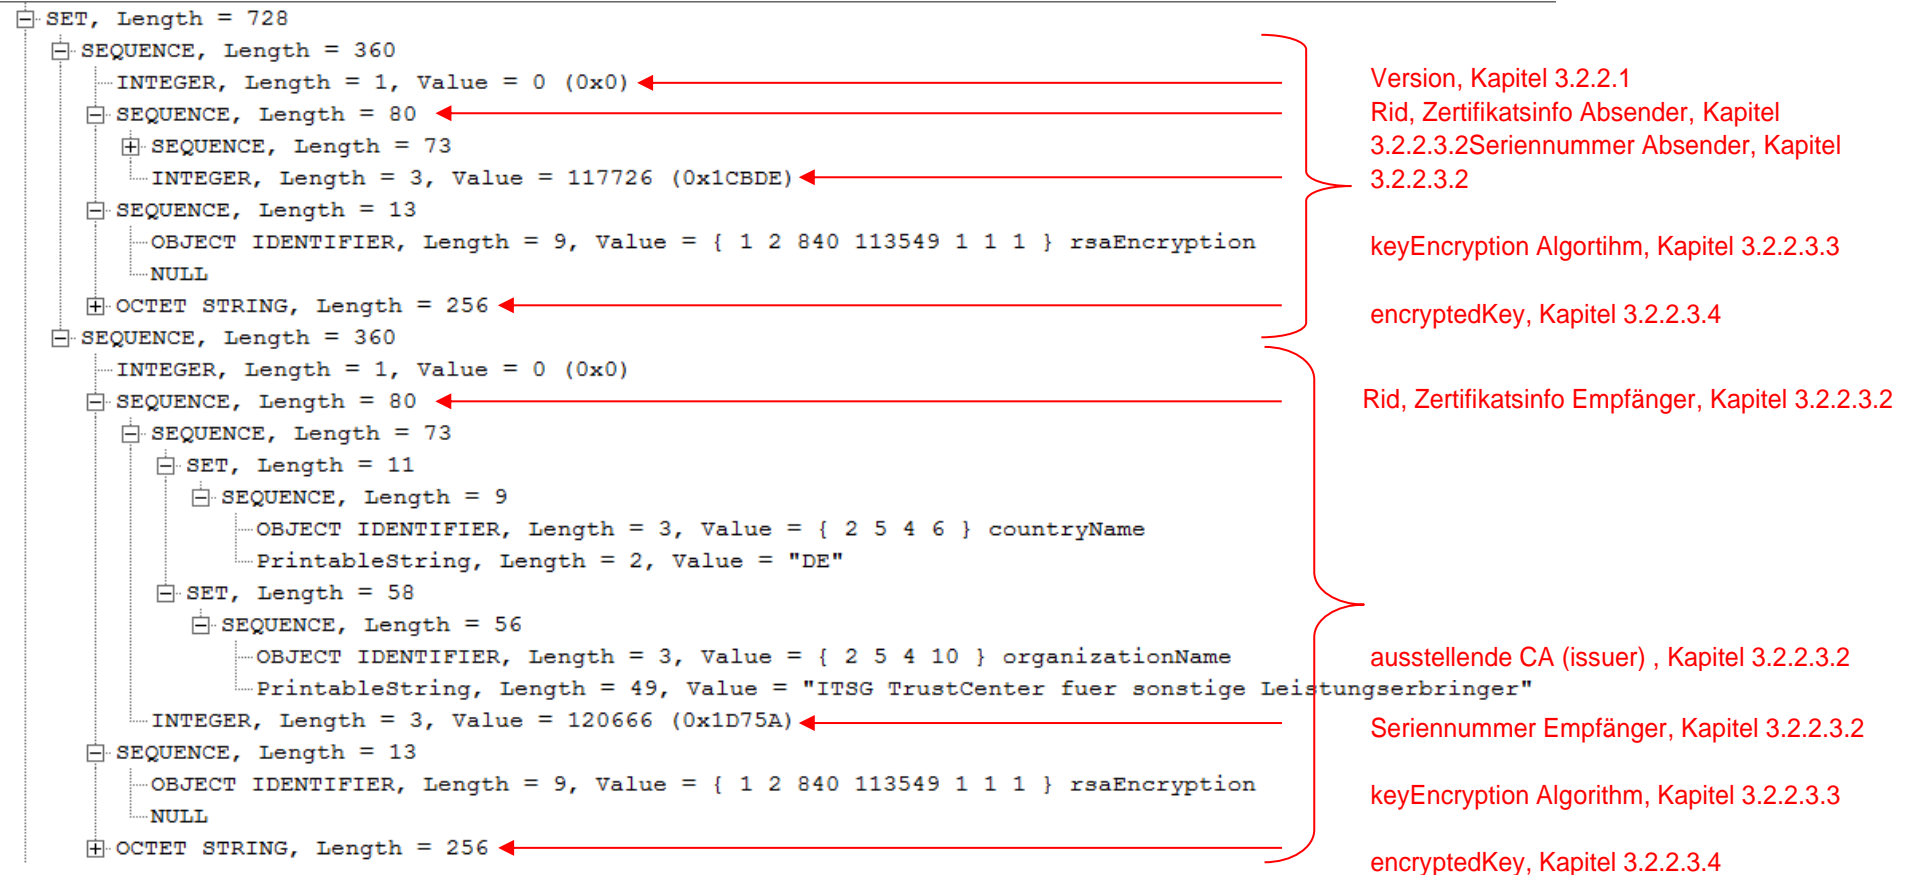 SET, Length = 728
SEQUENCE, Length = 360
INTEGER, Length = 1, Value = 0 (0x0)
Version, Kapitel 3.2.2.1
SEQUENCE, Length = 80
Rid, Zertifikatsinfo Absender, Kapitel
SEQUENCE, Length = 73
3.2.2.3.2Seriennummer Absender, Kapitel
INTEGER, Length = 3, Value = 117726 (0x1CBDE)
3.2.2.3.2
SEQUENCE, Length = 13
OBJECT IDENTIFIER, Length = 9, Value = { 1 2 840 113549 1 1 1 } rsaEncryption
keyEncryption Algortihm, Kapitel 3.2.2.3.3
NULL
OCTET STRING, Length = 256
encryptedKey, Kapitel 3.2.2.3.4
SEQUENCE, Length = 360
INTEGER, Length = 1, Value = 0 (0x0)
SEQUENCE, Length = 80
Rid, Zertifikatsinfo Empfänger, Kapitel 3.2.2.3.2
SEQUENCE, Length = 73
SET, Length = 11
SEQUENCE, Length = 9
OBJECT IDENTIFIER, Length = 3, Value = { 2 5 4 6 } countryName
PrintableString, Length = 2, Value = "DE"
SET, Length = 58
SEQUENCE, Length = 56
OBJECT IDENTIFIER, Length = 3, Value = { 2 5 4 10 } organizationName
ausstellende CA (issuer) , Kapitel 3.2.2.3.2
PrintableString, Length = 49, Value = "ITSG TrustCenter fuer sonstige Leistungserbringer"
INTEGER, Length = 3, Value = 120666 (0x1D75A)
Seriennummer Empfänger, Kapitel 3.2.2.3.2
SEQUENCE, Length = 13
OBJECT IDENTIFIER, Length = 9, Value = { 1 2 840 113549 1 1 1 } rsaEncryption
keyEncryption Algorithm, Kapitel 3.2.2.3.3
NULL
OCTET STRING, Length = 256
encryptedKey, Kapitel 3.2.2.3.4